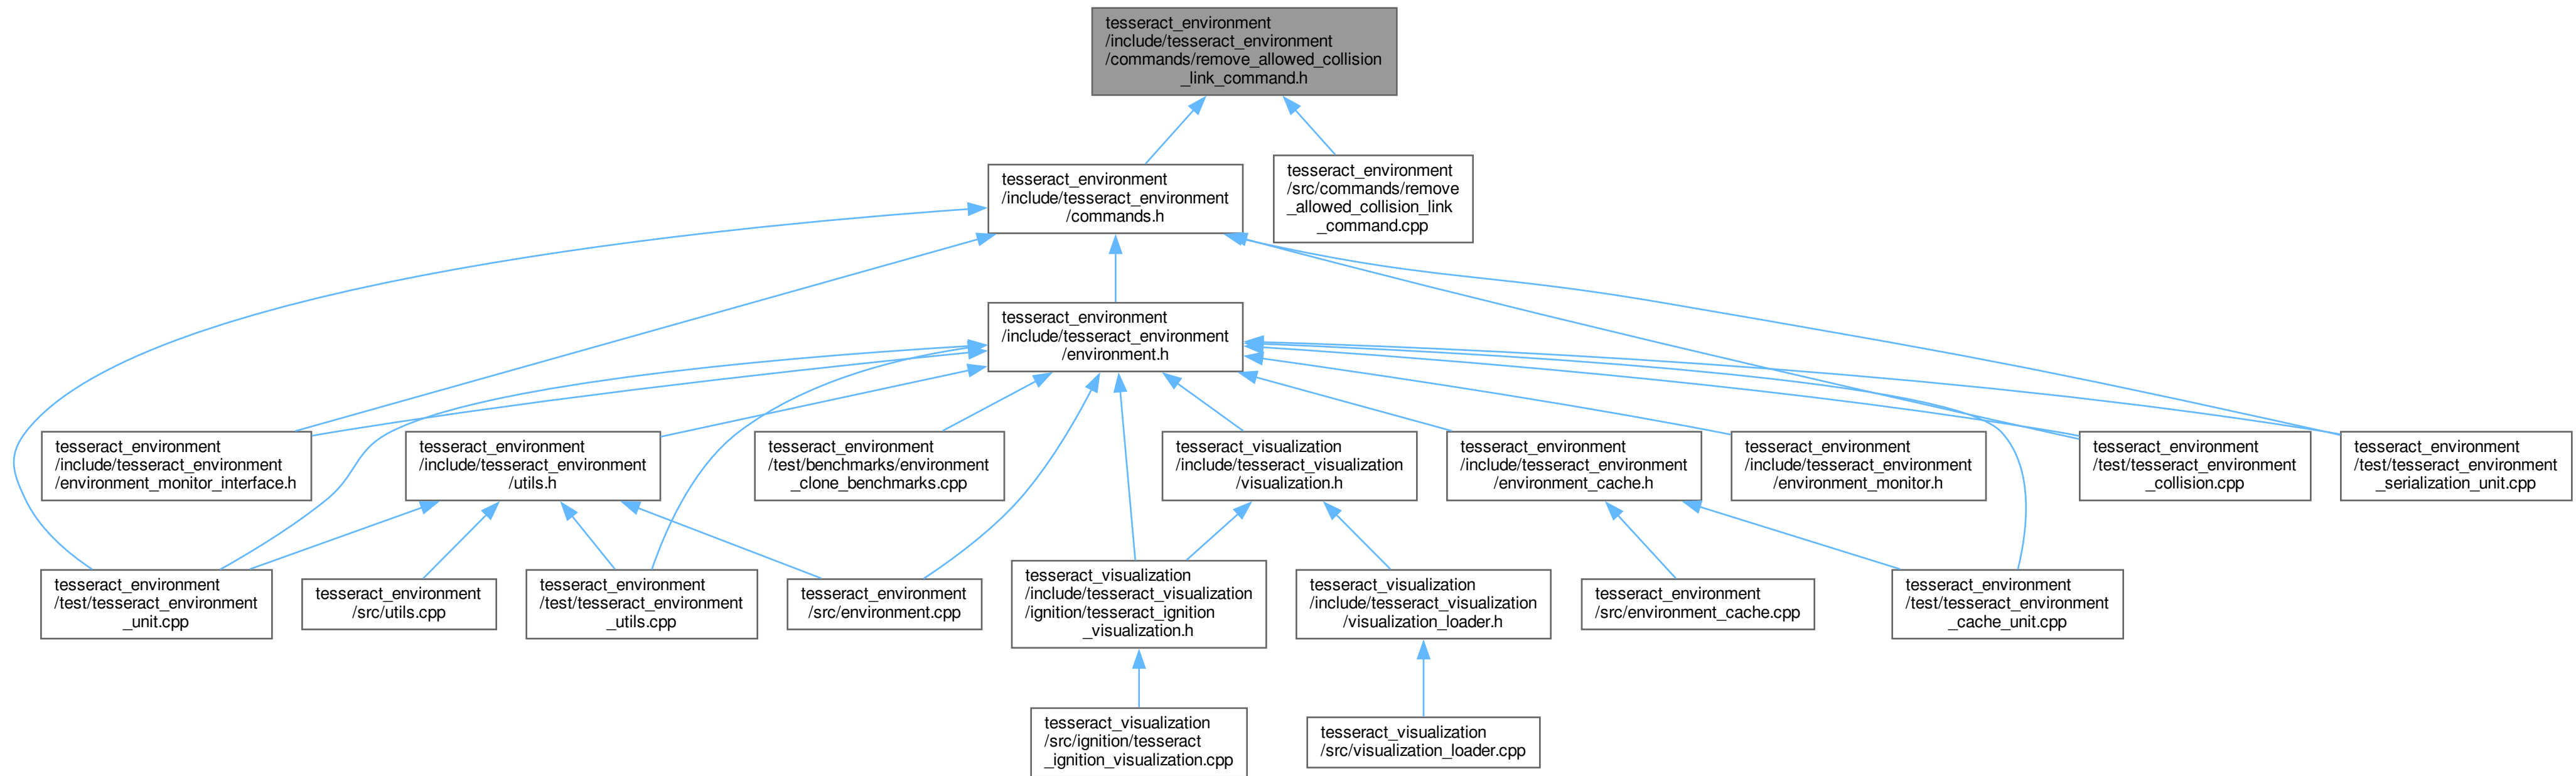 tesseract_environment
/include/tesseract_environment
/commands/remove_allowed_collision
_link_command.h
tesseract_environment
/include/tesseract_environment
/commands.h
tesseract_environment
/src/commands/remove
_allowed_collision_link
_command.cpp
tesseract_environment
/include/tesseract_environment
/environment.h
tesseract_environment
/include/tesseract_environment
/environment_monitor_interface.h
tesseract_environment
/include/tesseract_environment
/utils.h
tesseract_environment
/test/benchmarks/environment
_clone_benchmarks.cpp
tesseract_visualization
/include/tesseract_visualization
/visualization.h
tesseract_environment
/include/tesseract_environment
/environment_cache.h
tesseract_environment
/include/tesseract_environment
/environment_monitor.h
tesseract_environment
/test/tesseract_environment
_collision.cpp
tesseract_environment
/test/tesseract_environment
_serialization_unit.cpp
tesseract_environment
/test/tesseract_environment
_unit.cpp
tesseract_environment
/src/utils.cpp
tesseract_environment
/test/tesseract_environment
_utils.cpp
tesseract_environment
/src/environment.cpp
tesseract_visualization
/include/tesseract_visualization
/ignition/tesseract_ignition
_visualization.h
tesseract_visualization
/include/tesseract_visualization
/visualization_loader.h
tesseract_environment
/src/environment_cache.cpp
tesseract_environment
/test/tesseract_environment
_cache_unit.cpp
tesseract_visualization
/src/ignition/tesseract
_ignition_visualization.cpp
tesseract_visualization
/src/visualization_loader.cpp